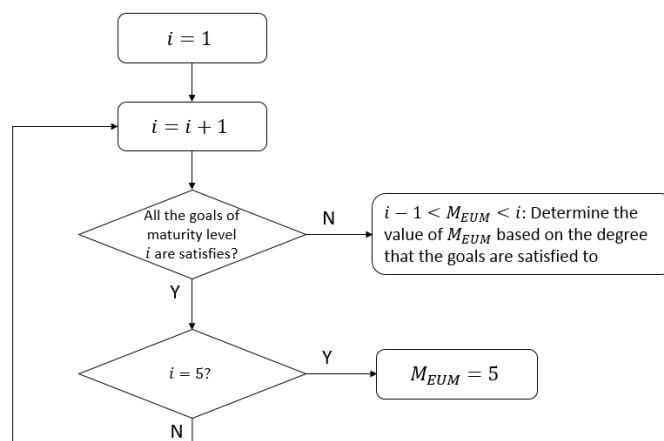 i = 1
i = i + 1
All the goals of
maturity level
i are satisfies?
N
i − 1 < M_EUM < i: Determine the
value of M_EUM based on the degree
that the goals are satisfied to
Y
i = 5?
Y
M_EUM = 5
N